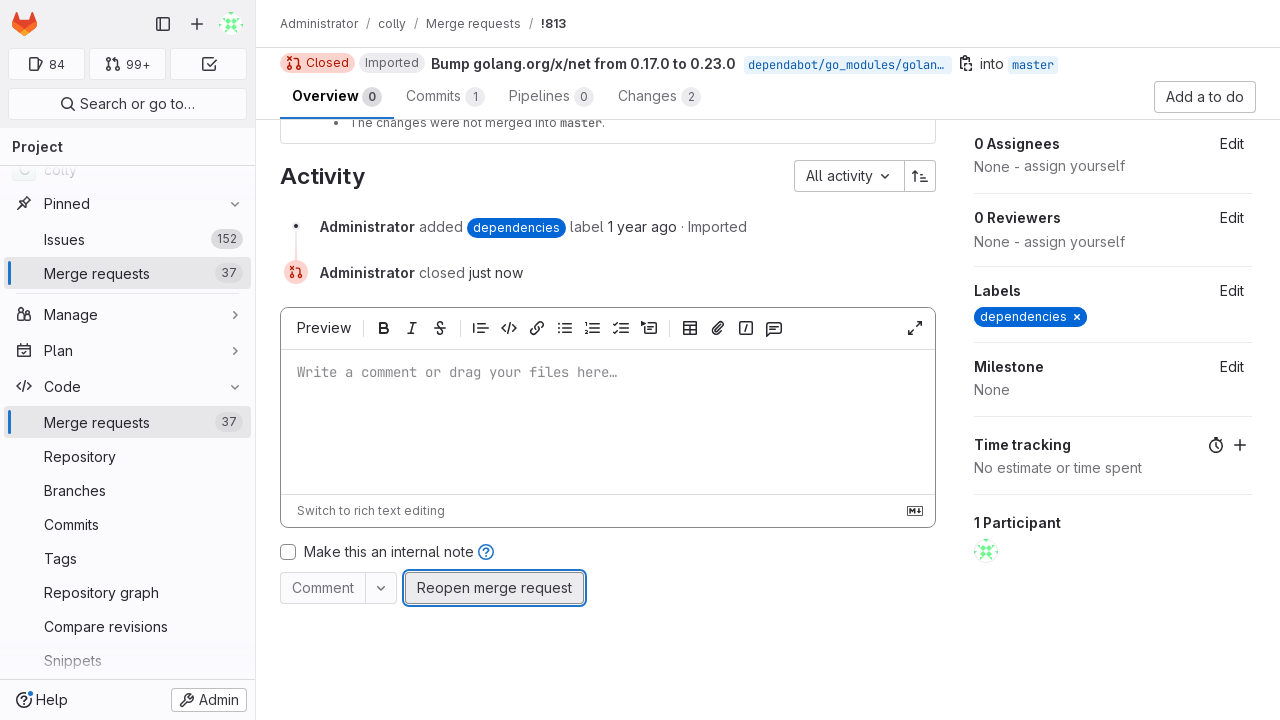 Administrator / colly / Merge requests / !813
84
99+
Search or go to…
Project
colly
Pinned
Issues 152
Merge requests 37
Manage
Plan
Code
Merge requests 37
Repository
Branches
Commits
Tags
Repository graph
Compare revisions
Snippets
Help
Admin
Closed Imported Bump golang.org/x/net from 0.17.0 to 0.23.0 dependabot/go_modules/golan… into master
Overview 0 Commits 1 Pipelines 0 Changes 2
Add a to do
The changes were not merged into master.
Activity
All activity
Administrator added dependencies label 1 year ago · Imported
Administrator closed just now
Preview
Write a comment or drag your files here…
Switch to rich text editing
Make this an internal note
Comment
Reopen merge request
0 Assignees Edit
None - assign yourself
0 Reviewers Edit
None - assign yourself
Labels Edit
dependencies ×
Milestone Edit
None
Time tracking
No estimate or time spent
1 Participant